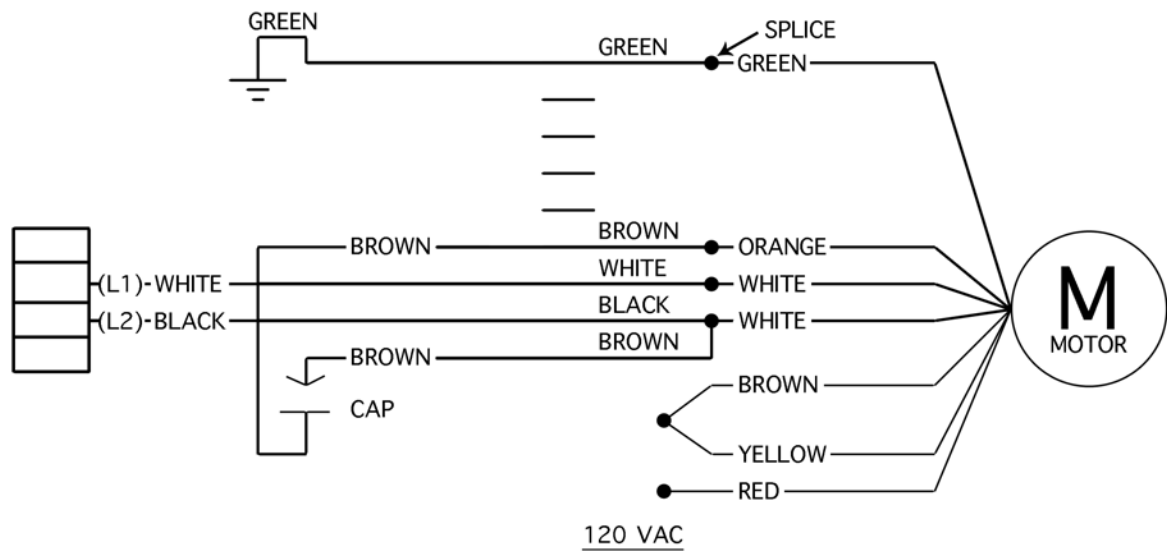 GREEN
SPLICE
GREEN
GREEN
BROWN
BROWN
ORANGE
(L1)-WHITE
WHITE
WHITE
(L2)-BLACK
BLACK
WHITE
BROWN
BROWN
CAP
BROWN
YELLOW
RED
M
MOTOR
120 VAC